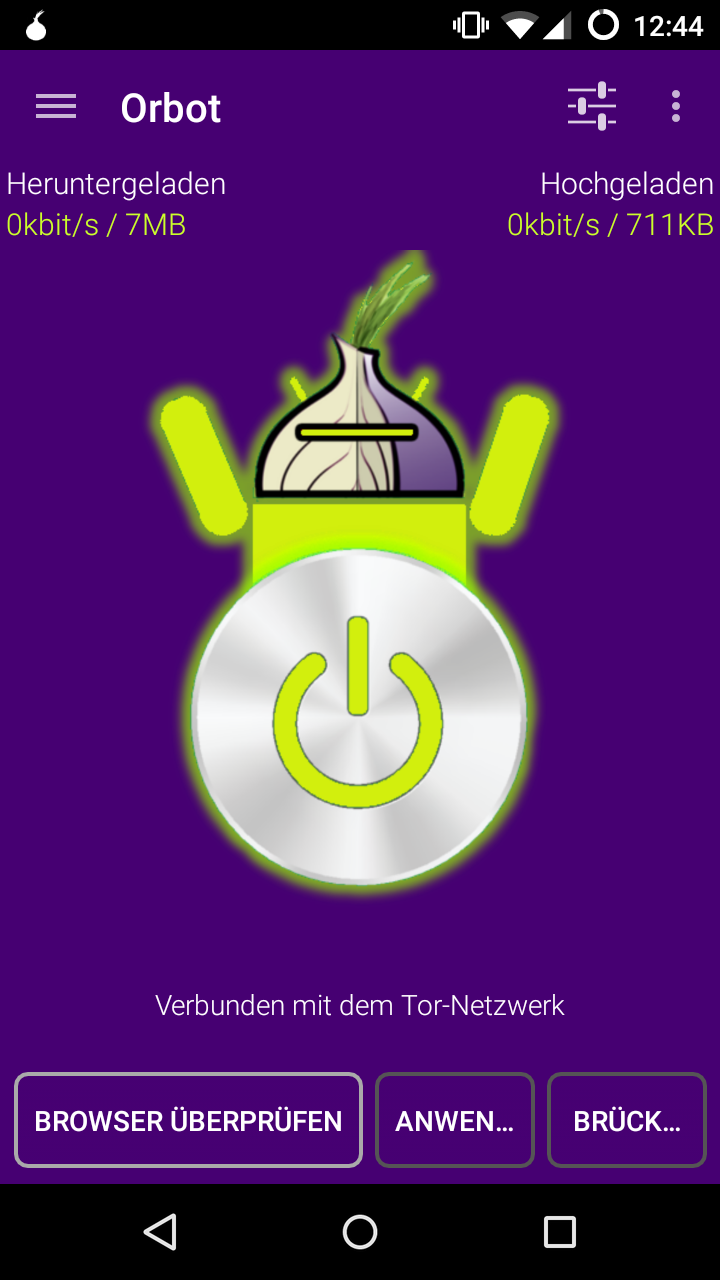 12:44
Orbot
Heruntergeladen
Hochgeladen
0kbit/s / 7MB
0kbit/s / 711KB
Verbunden mit dem Tor-Netzwerk
BROWSER ÜBERPRÜFEN
ANWEN…
BRÜCK…